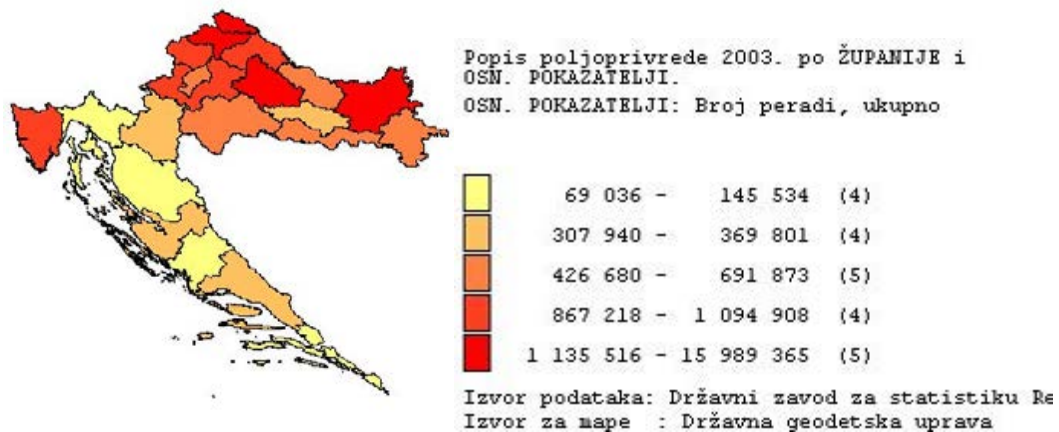 Popis poljoprivrede 2003. po ŽUPANIJE i
OSN. POKAZATELJI.
OSN. POKAZATELJI: Broj peradi, ukupno
69 036 - 145 534 (4)
307 940 - 369 801 (4)
426 680 - 691 873 (5)
867 218 - 1 094 908 (4)
1 135 516 - 15 989 365 (5)
Izvor podataka: Državni zavod za statistiku Re
Izvor za mape : Državna geodetska uprava